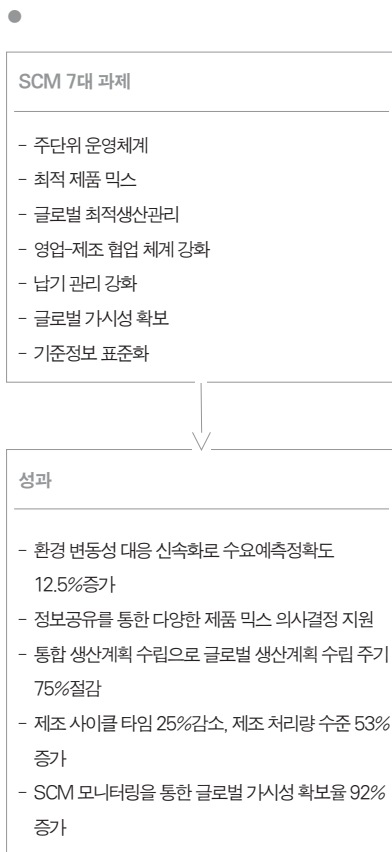 SCM 7대 과제
- 주단위 운영체계
- 최적 제품 믹스
- 글로벌 최적생산관리
- 영업-제조 협업 체계 강화
- 납기 관리 강화
- 글로벌 가시성 확보
- 기준정보 표준화
성과
- 환경 변동성 대응 신속화로 수요예측정확도
12.5%증가
- 정보공유를 통한 다양한 제품 믹스 의사결정 지원
- 통합 생산계획 수립으로 글로벌 생산계획 수립 주기
75%절감
- 제조 사이클 타임 25%감소, 제조 처리량 수준 53%
증가
- SCM 모니터링을 통한 글로벌 가시성 확보율 92%
증가